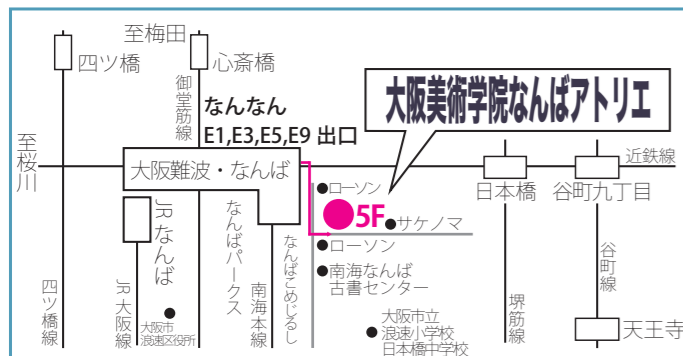 至梅田
四ツ橋
心斎橋
御堂筋線
なんなん
E1,E3,E5,E9 出口
大阪美術学院なんばアトリエ
至桜川
大阪難波・なんば
近鉄線
日本橋
谷町九丁目
ローソン
5F
サケノマ
ローソン
南海なんば
古書センター
JRなんば
なんばパークス
なんばこめじるし
四ツ橋線
JR大阪線
大阪市
浪速区役所
南海本線
大阪市立
浪速小学校
日本橋中学校
堺筋線
谷町線
天王寺